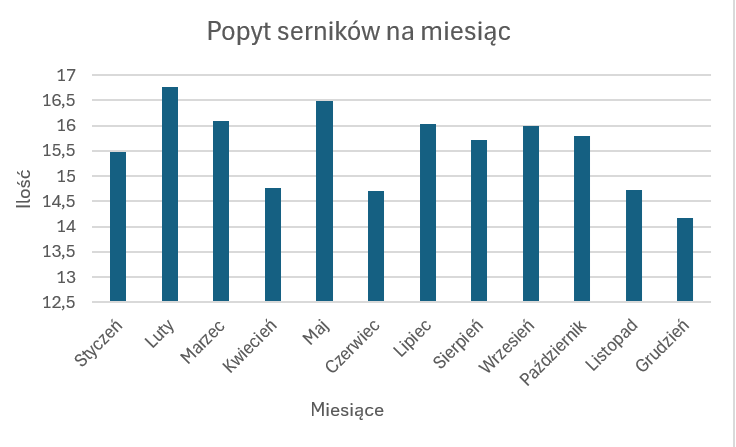 Popyt serników na miesiąc
17
16,5
16
15,5
15
14,5
14
13,5
13
12,5
Ilość
Styczeń
Luty
Marzec
Kwiecień
Maj
Czerwiec
Lipiec
Sierpień
Wrzesień
Październik
Listopad
Grudzień
Miesiące